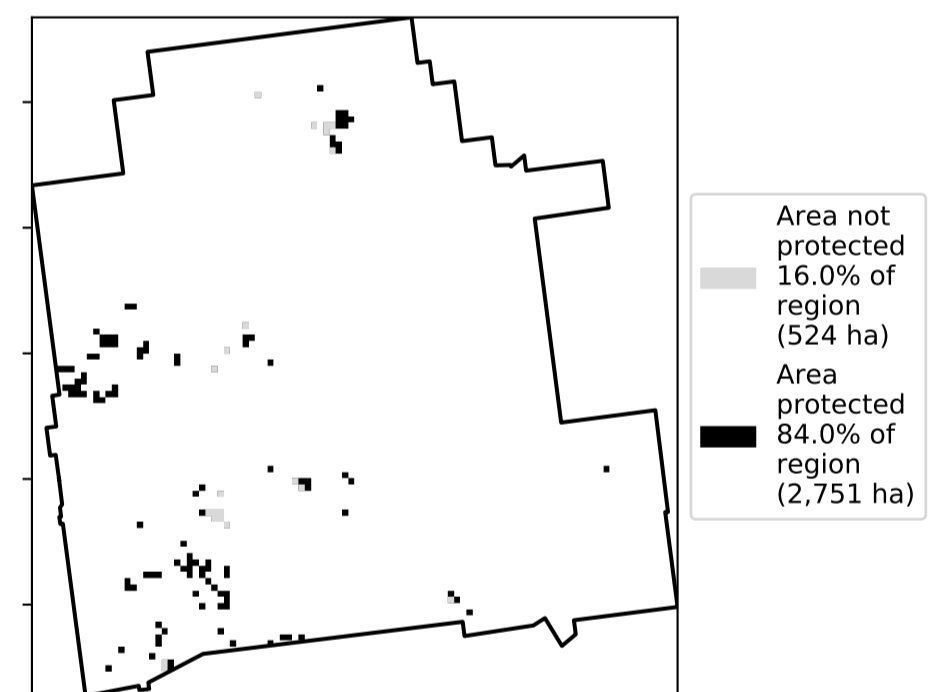 Area not
protected
16.0% of
region
(524 ha)
Area
protected
84.0% of
region
(2,751 ha)